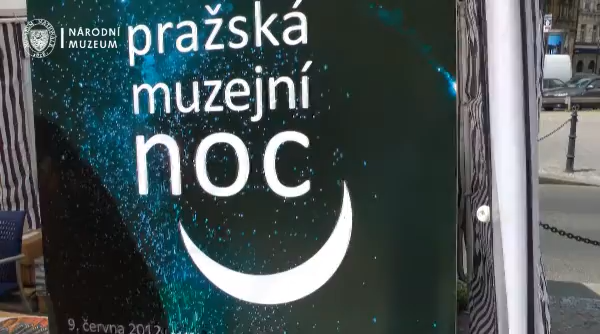 NÁRODNÍ
MUZEUM
pražská
muzejní
noc
9. června 2012